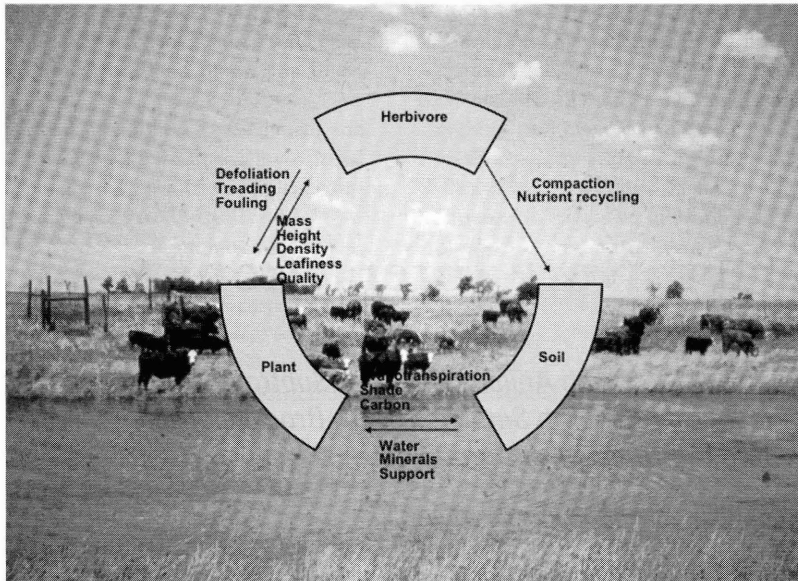 Herbivore
Defoliation
Treading
Fouling
Compaction
Nutrient recycling
Mass
Height
Density
Leafiness
Quality
Plant
Soil
Shade
Carbon
Water
Minerals
Support